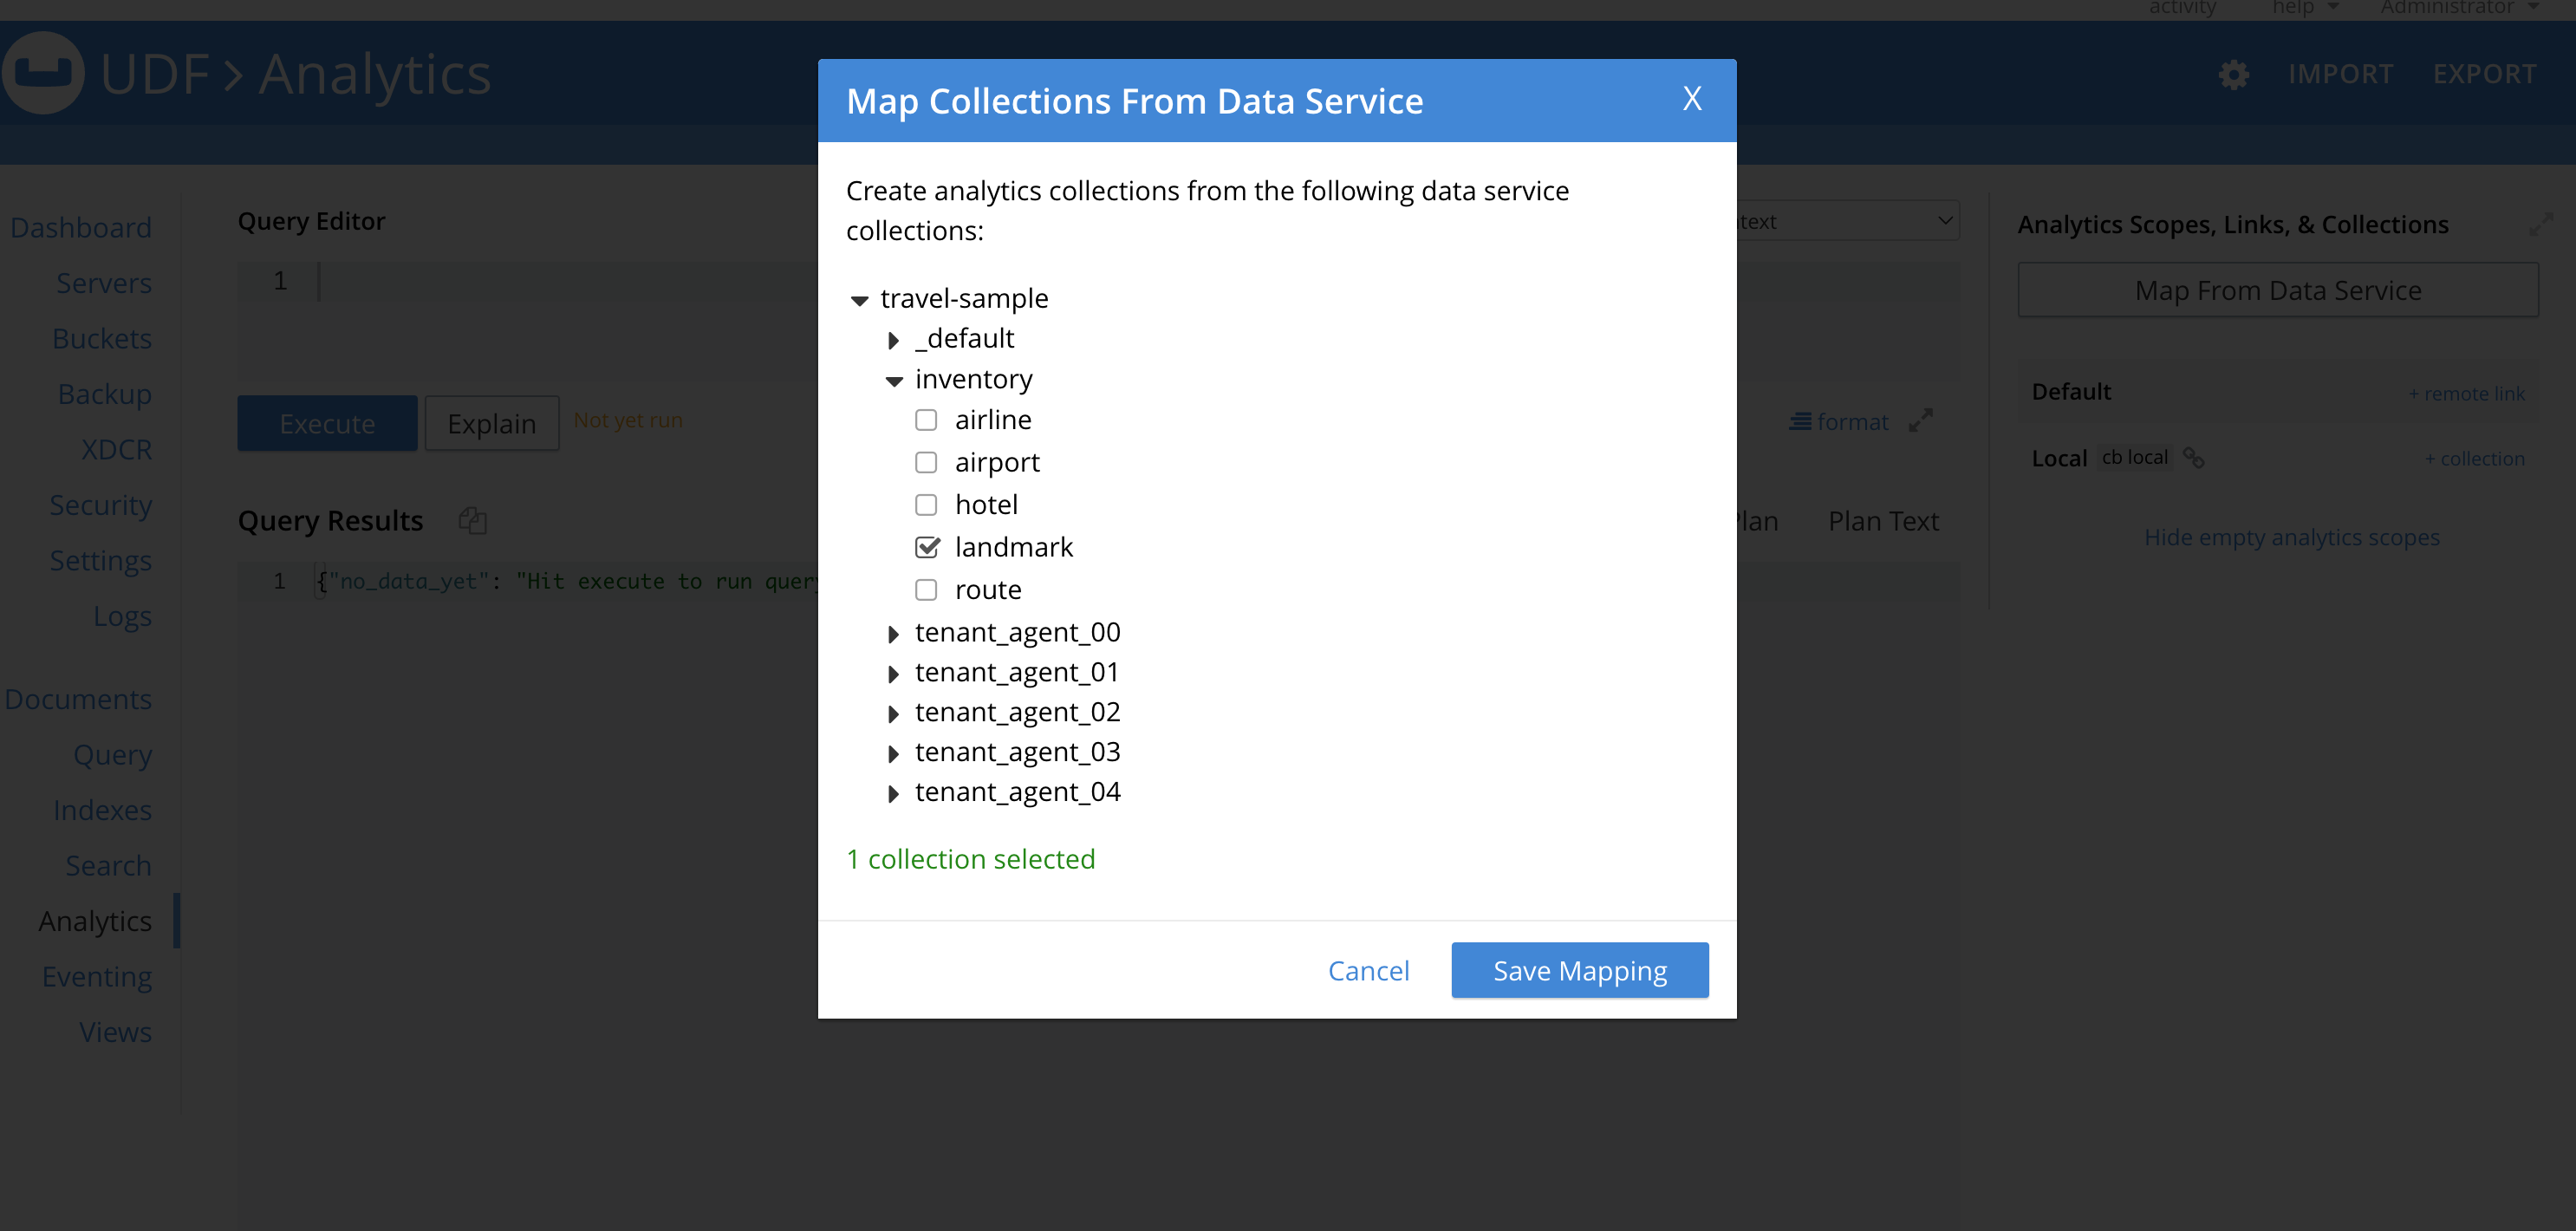 activity help Administrator
UDF > Analytics
IMPORT EXPORT
Map Collections From Data Service X
Create analytics collections from the following data service
collections:
travel-sample
_default
inventory
airline
airport
hotel
landmark
route
tenant_agent_00
tenant_agent_01
tenant_agent_02
tenant_agent_03
tenant_agent_04
1 collection selected
Cancel Save Mapping
Dashboard
Servers
Buckets
Backup
XDCR
Security
Settings
Logs
Documents
Query
Indexes
Search
Analytics
Eventing
Views
Query Editor
1
Execute Explain Not yet run
format
Query Results
Plan Text
1 {"no_data_yet": "Hit execute to run query
Analytics Scopes, Links, & Collections
Map From Data Service
Default + remote link
Local cb local + collection
Hide empty analytics scopes